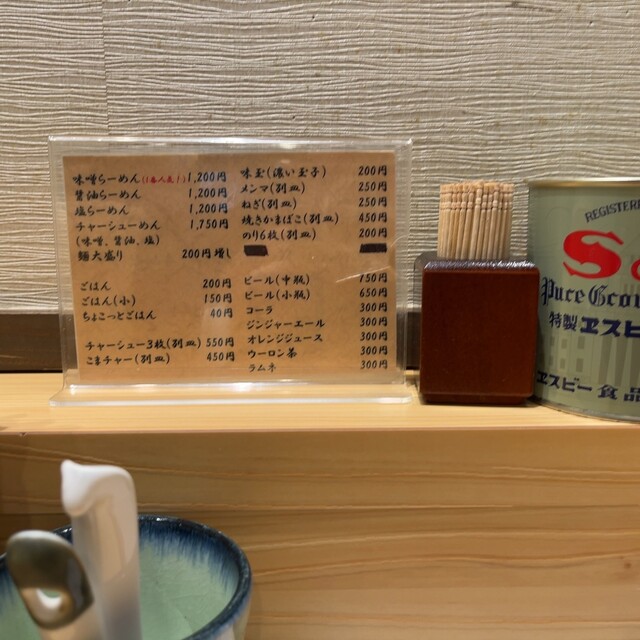 味噌らーめん(1番人気!) 1,200円
醤油らーめん 1,200円
塩らーめん 1,200円
チャーシューめん 1,750円
(味噌、醤油、塩)
麺大盛り 200円増し
ごはん 200円
ごはん(小) 150円
ちょこっとごはん 40円
チャーシュー3枚(別皿) 550円
こまチャー(別皿) 450円
味玉(濃い玉子) 200円
メンマ(別皿) 250円
ねぎ(別皿) 250円
焼きかまぼこ(別皿) 450円
のり6枚(別皿) 200円
ビール(中瓶) 750円
ビール(小瓶) 650円
コーラ 300円
ジンジャーエール 300円
オレンジジュース 300円
ウーロン茶 300円
ラムネ 300円
REGISTERE
S&
Pure Grou
特製ヱスビ
ヱスビー食品